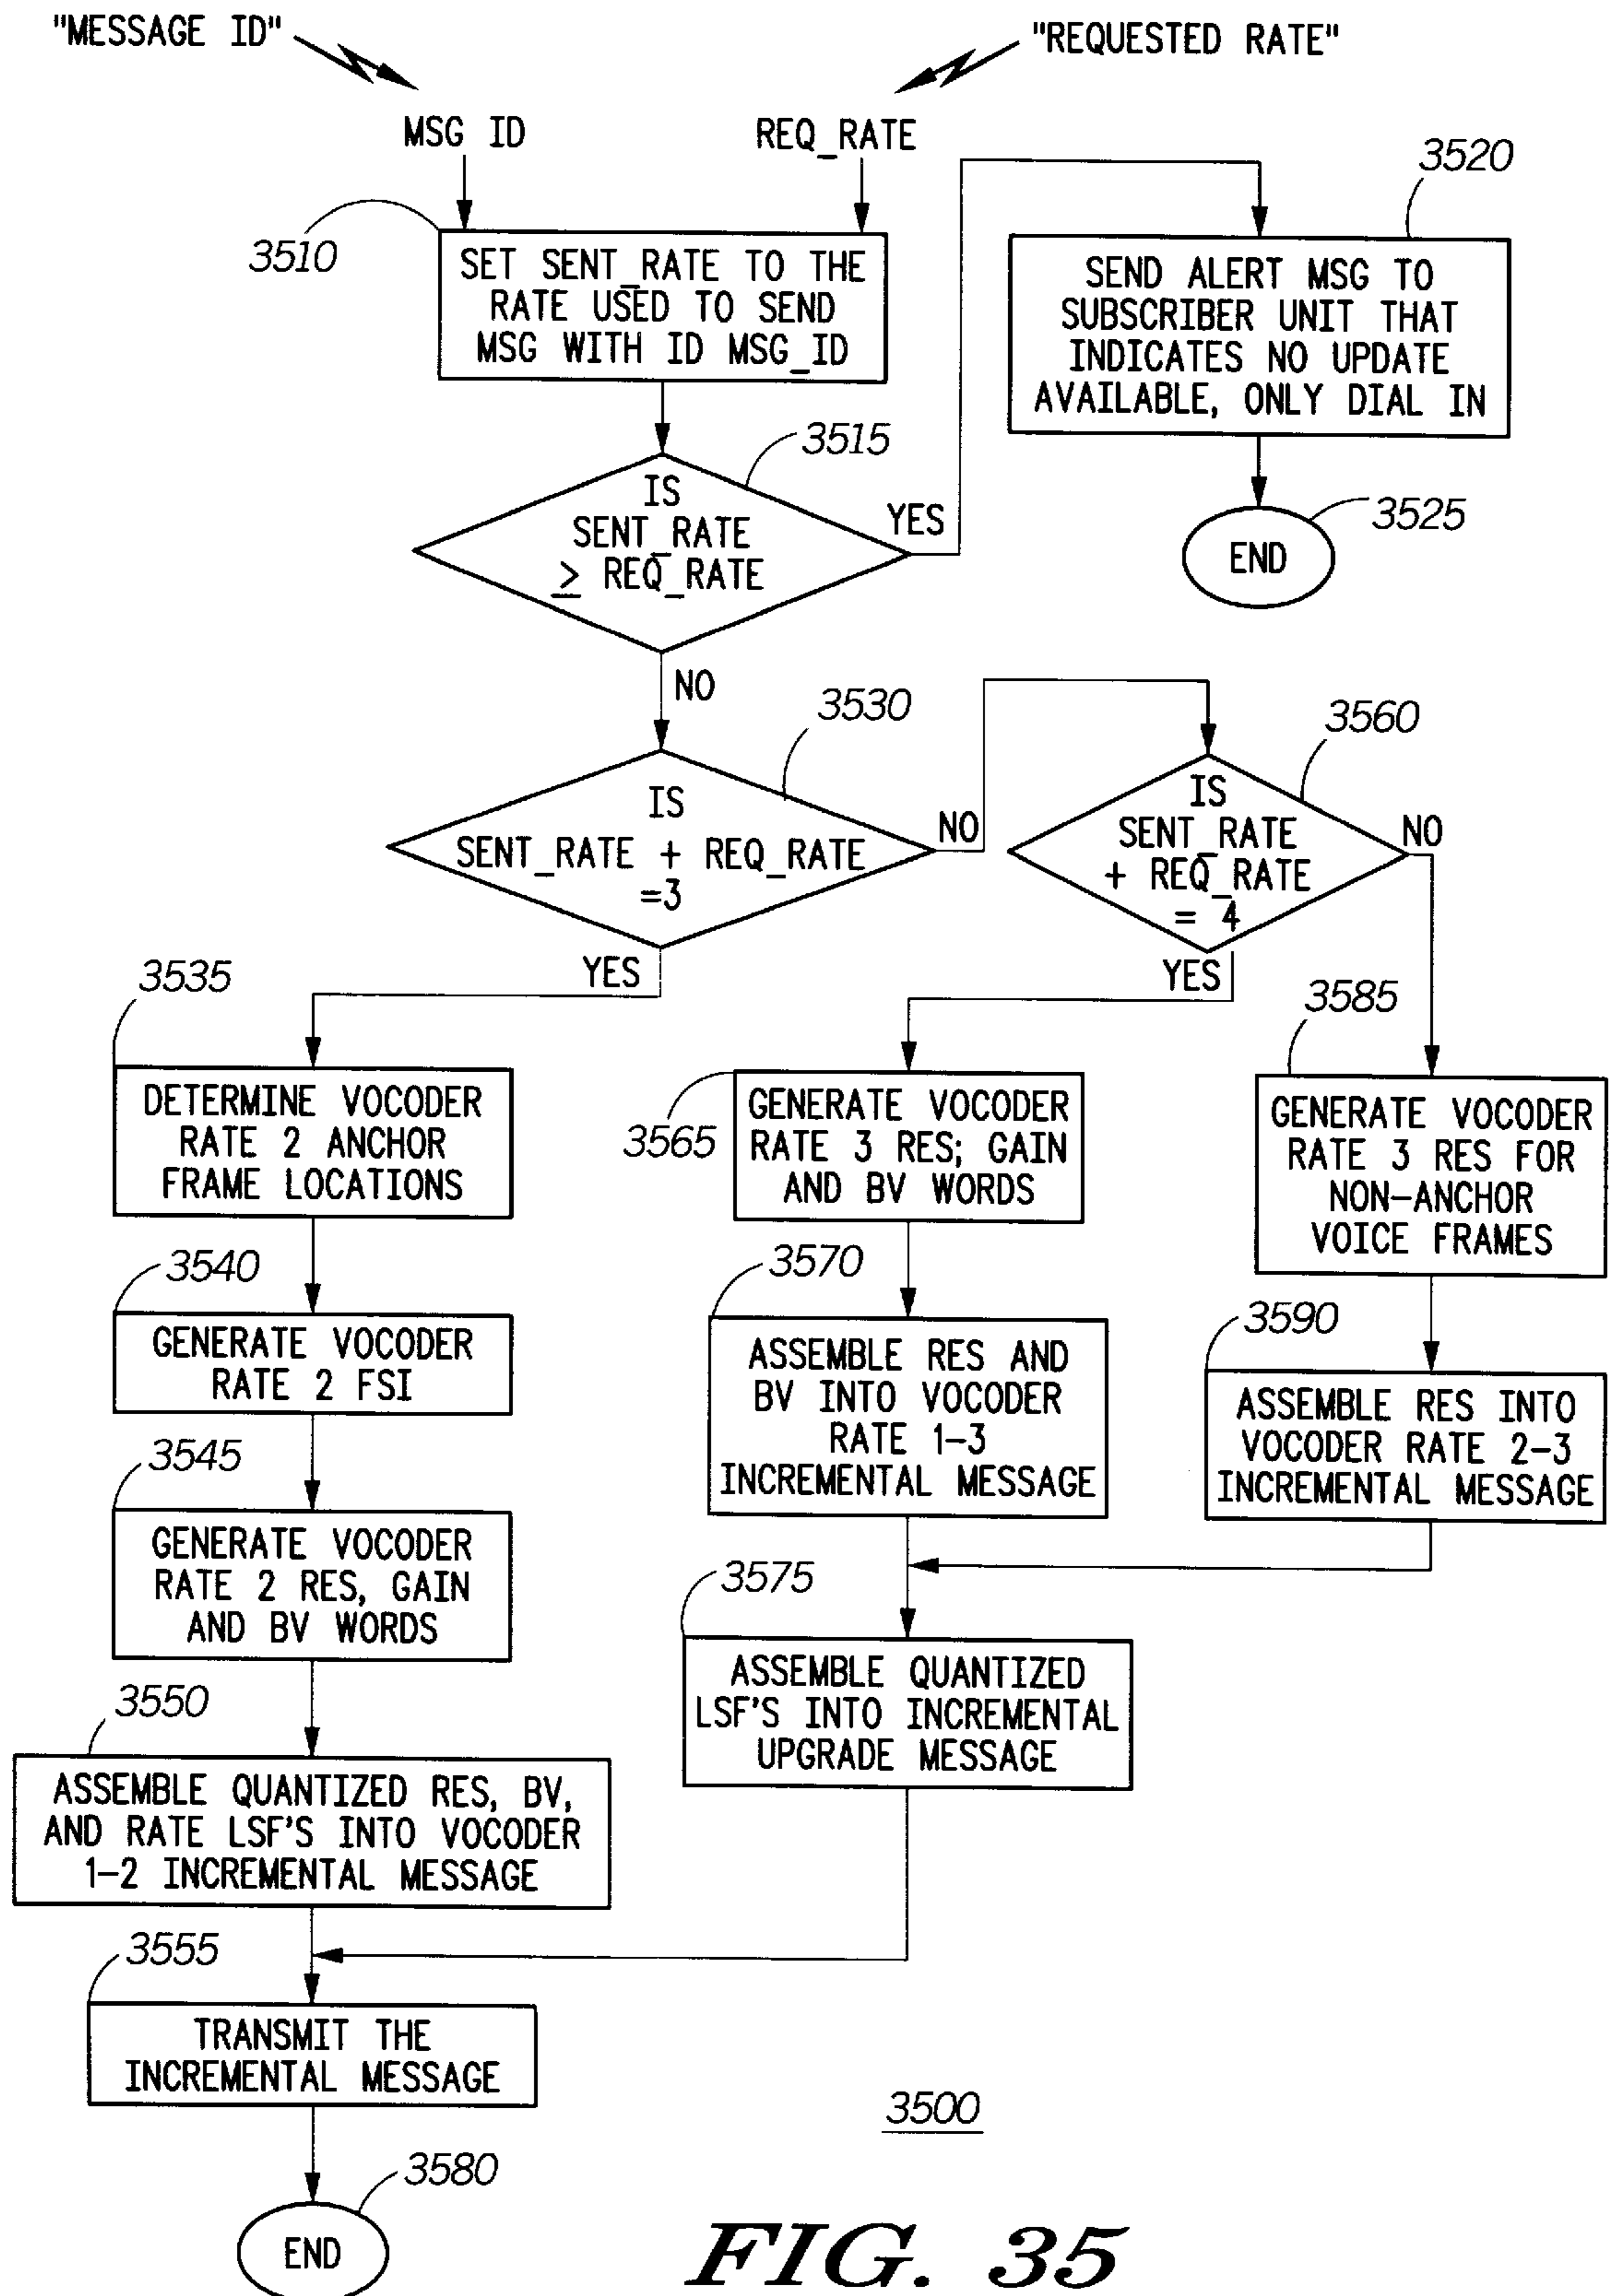 "MESSAGE ID"
"REQUESTED RATE"
MSG ID
REQ_RATE
3510
SET SENT_RATE TO THE
RATE USED TO SEND
MSG WITH ID MSG_ID
3520
SEND ALERT MSG TO
SUBSCRIBER UNIT THAT
INDICATES NO UPDATE
AVAILABLE, ONLY DIAL IN
3515
IS
SENT_RATE
≥ REQ_RATE
YES
3525
END
NO
3530
IS
SENT_RATE + REQ_RATE
=3
NO
3560
IS
SENT_RATE
+ REQ_RATE
= 4
NO
YES
YES
3535
DETERMINE VOCODER
RATE 2 ANCHOR
FRAME LOCATIONS
3565
GENERATE VOCODER
RATE 3 RES; GAIN
AND BV WORDS
3585
GENERATE VOCODER
RATE 3 RES FOR
NON-ANCHOR
VOICE FRAMES
3540
GENERATE VOCODER
RATE 2 FSI
3570
ASSEMBLE RES AND
BV INTO VOCODER
RATE 1-3
INCREMENTAL MESSAGE
3590
ASSEMBLE RES INTO
VOCODER RATE 2-3
INCREMENTAL MESSAGE
3545
GENERATE VOCODER
RATE 2 RES, GAIN
AND BV WORDS
3575
ASSEMBLE QUANTIZED
LSF'S INTO INCREMENTAL
UPGRADE MESSAGE
3550
ASSEMBLE QUANTIZED RES, BV,
AND RATE LSF'S INTO VOCODER
1-2 INCREMENTAL MESSAGE
3555
TRANSMIT THE
INCREMENTAL MESSAGE
3500
3580
END
FIG. 35